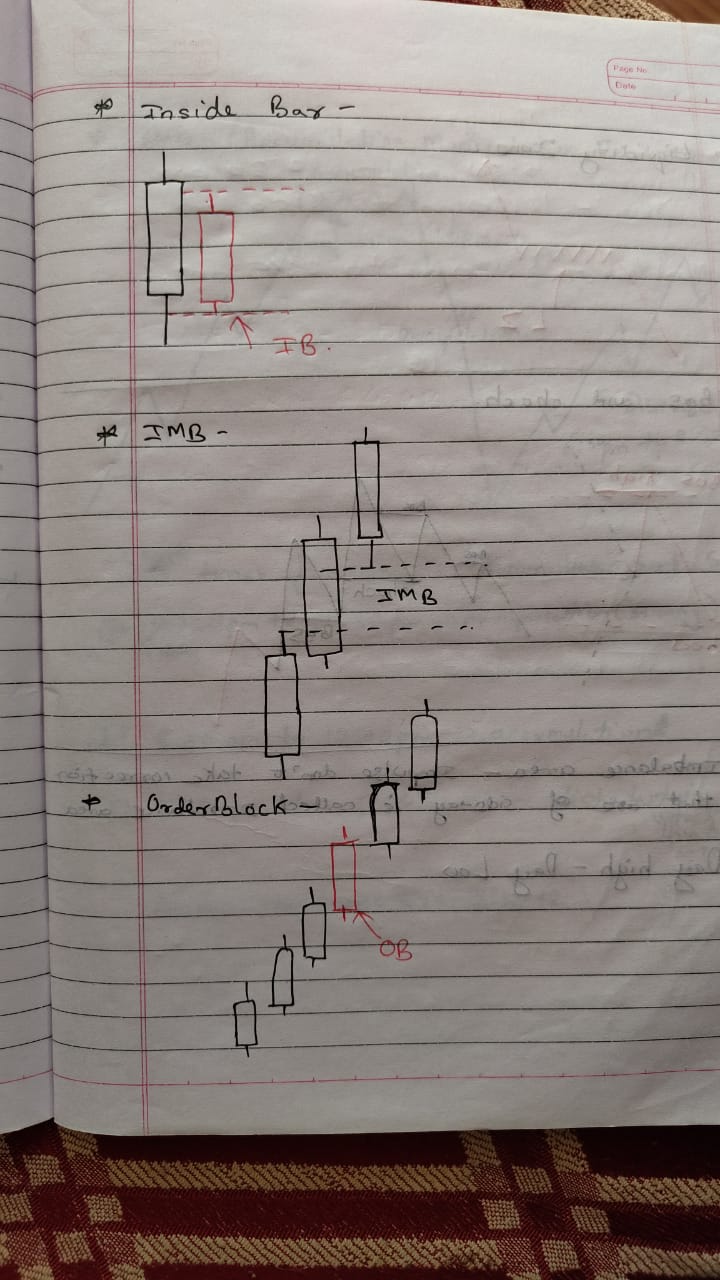 Page No.
Date
* Inside Bar -
IB.
* IMB -
IMB
* OrderBlock -
OB